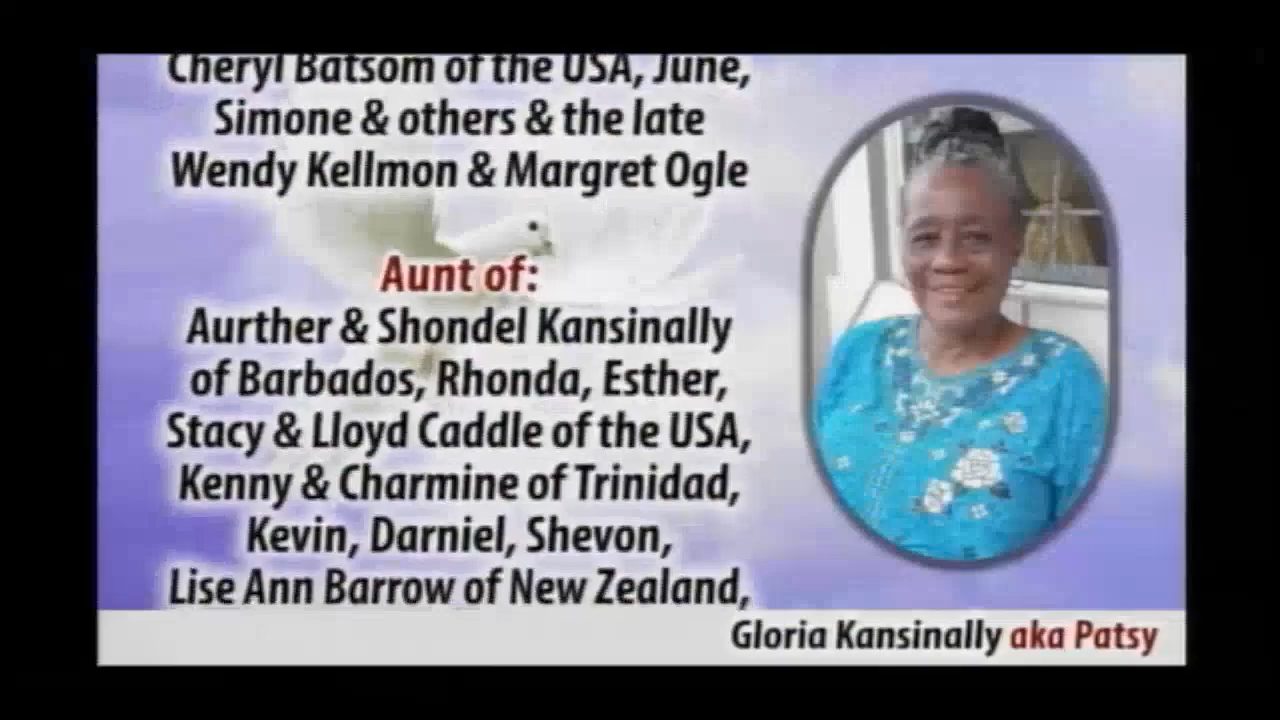 Cheryl Batsom of the USA, June,
Simone & others & the late
Wendy Kellmon & Margret Ogle
Aunt of:
Aurther & Shondel Kansinally
of Barbados, Rhonda, Esther,
Stacy & Lloyd Caddle of the USA,
Kenny & Charmine of Trinidad,
Kevin, Darniel, Shevon,
Lise Ann Barrow of New Zealand,
Gloria Kansinally aka Patsy